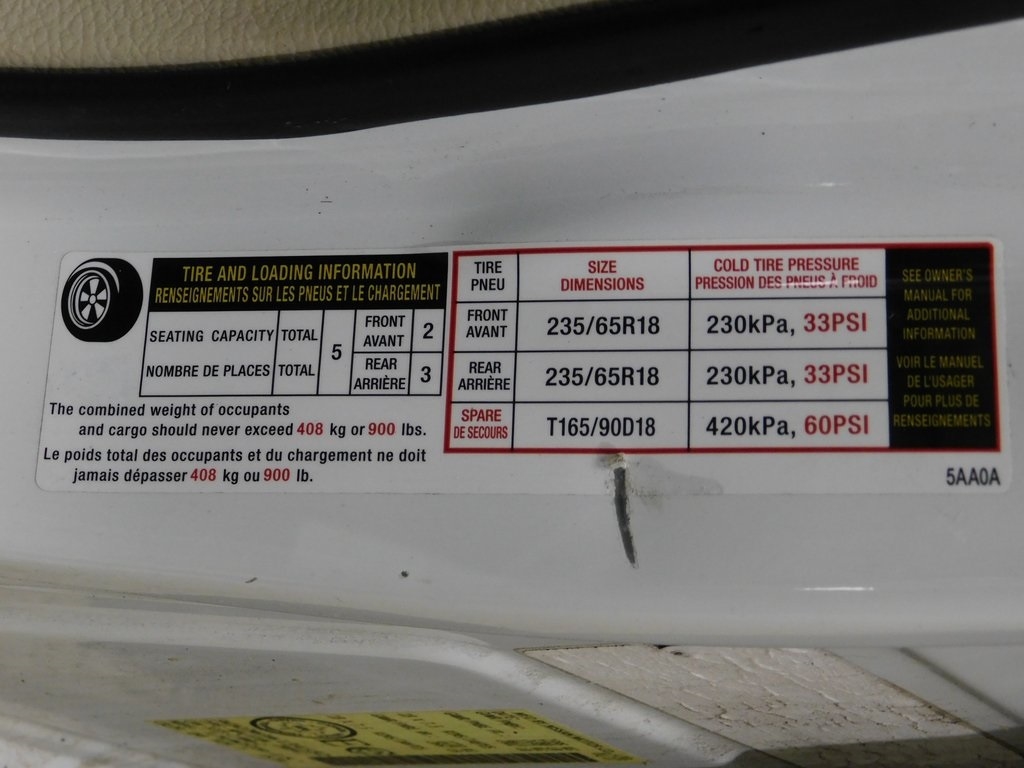 TIRE AND LOADING INFORMATION
RENSEIGNEMENTS SUR LES PNEUS ET LE CHARGEMENT
SEATING CAPACITY TOTAL
NOMBRE DE PLACES TOTAL
5
FRONT
AVANT
2
REAR
ARRIÈRE
3
The combined weight of occupants
and cargo should never exceed 408 kg or 900 lbs.
Le poids total des occupants et du chargement ne doit
jamais dépasser 408 kg ou 900 lb.
TIRE
PNEU
SIZE
DIMENSIONS
COLD TIRE PRESSURE
PRESSION DES PNEUS À FROID
FRONT
AVANT
235/65R18
230kPa, 33PSI
REAR
ARRIÈRE
235/65R18
230kPa, 33PSI
SPARE
DE SECOURS
T165/90D18
420kPa, 60PSI
SEE OWNER'S
MANUAL FOR
ADDITIONAL
INFORMATION
VOIR LE MANUEL
DE L'USAGER
POUR PLUS DE
RENSEIGNEMENTS
5AA0A